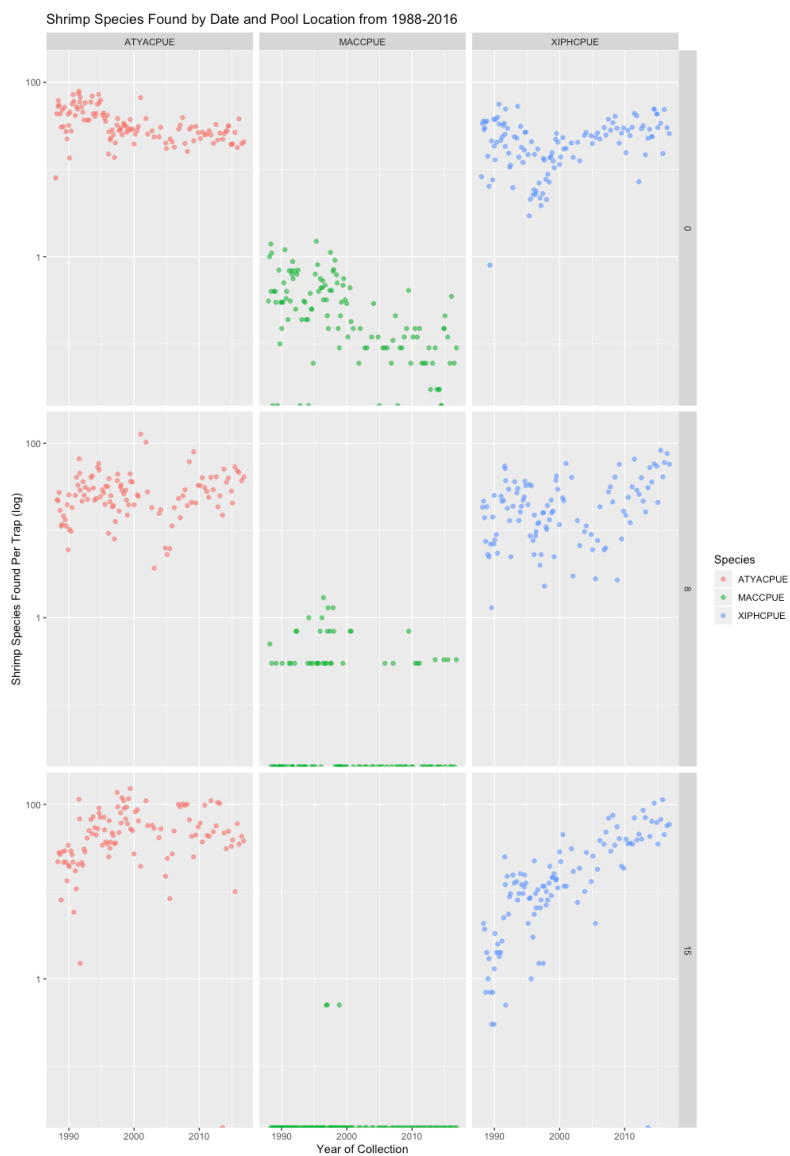 Shrimp Species Found by Date and Pool Location from 1988-2016
ATYACPUE MACCPUE XIPHCPUE
100
1
0
100
1
8
100
1
15
Shrimp Species Found Per Trap (log)
Species
ATYACPUE
MACCPUE
XIPHCPUE
1990 2000 2010 1990 2000 2010 1990 2000 2010
Year of Collection